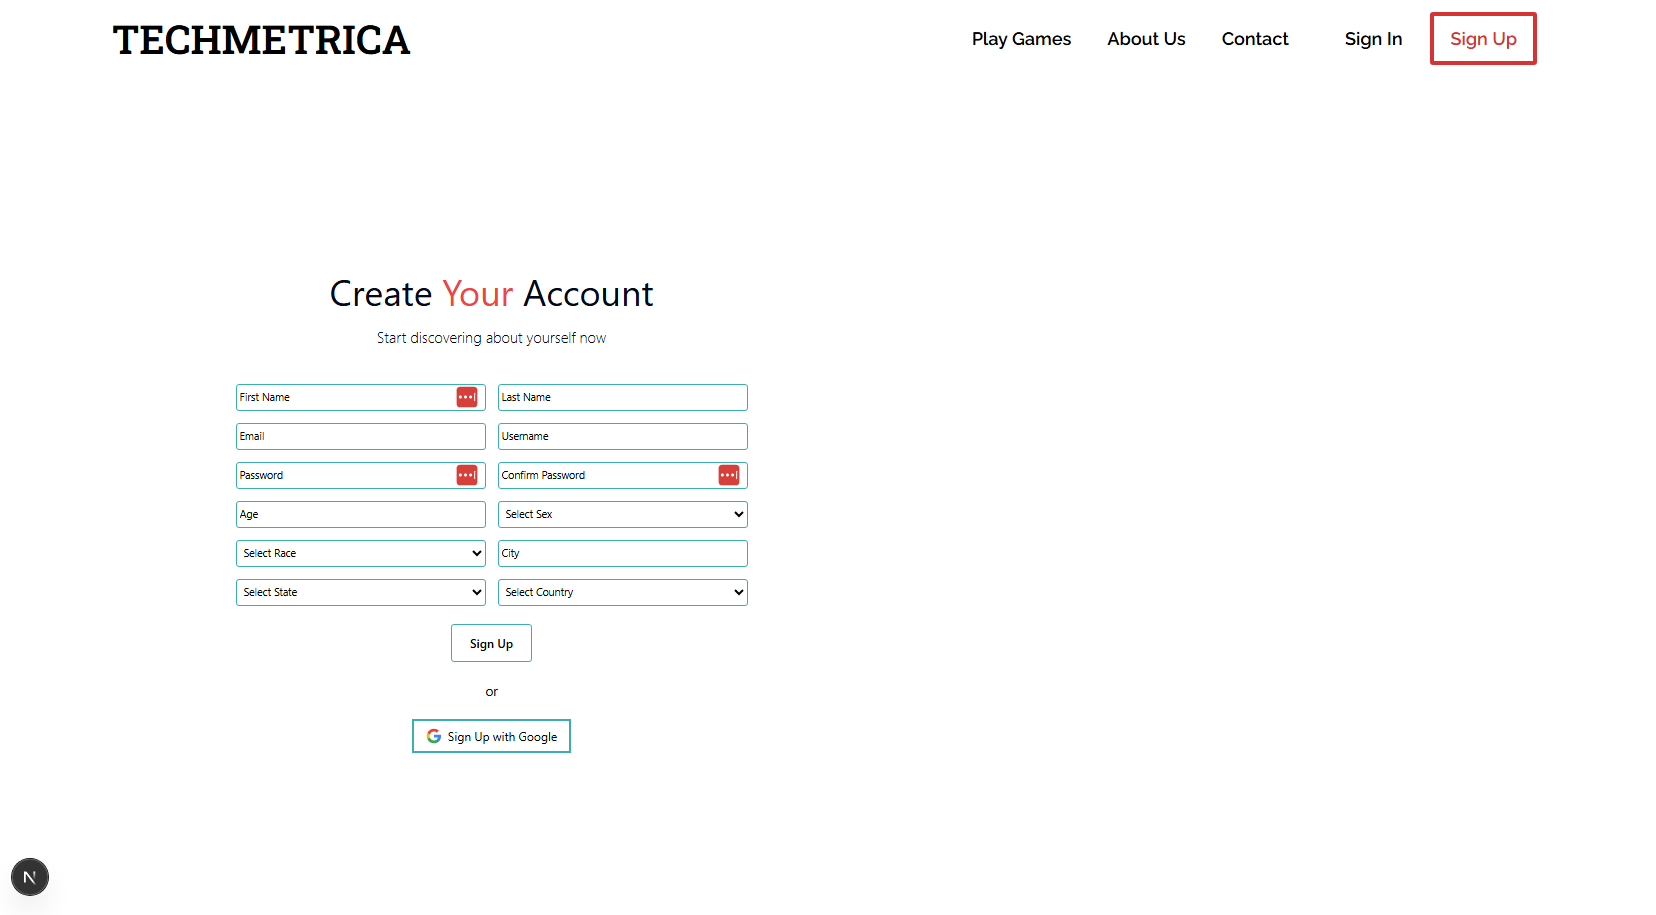 TECHMETRICA
Play Games About Us Contact Sign In Sign Up
Create Your Account
Start discovering about yourself now
First Name Last Name
Email Username
Password Confirm Password
Age Select Sex
Select Race City
Select State Select Country
Sign Up
or
G Sign Up with Google
N